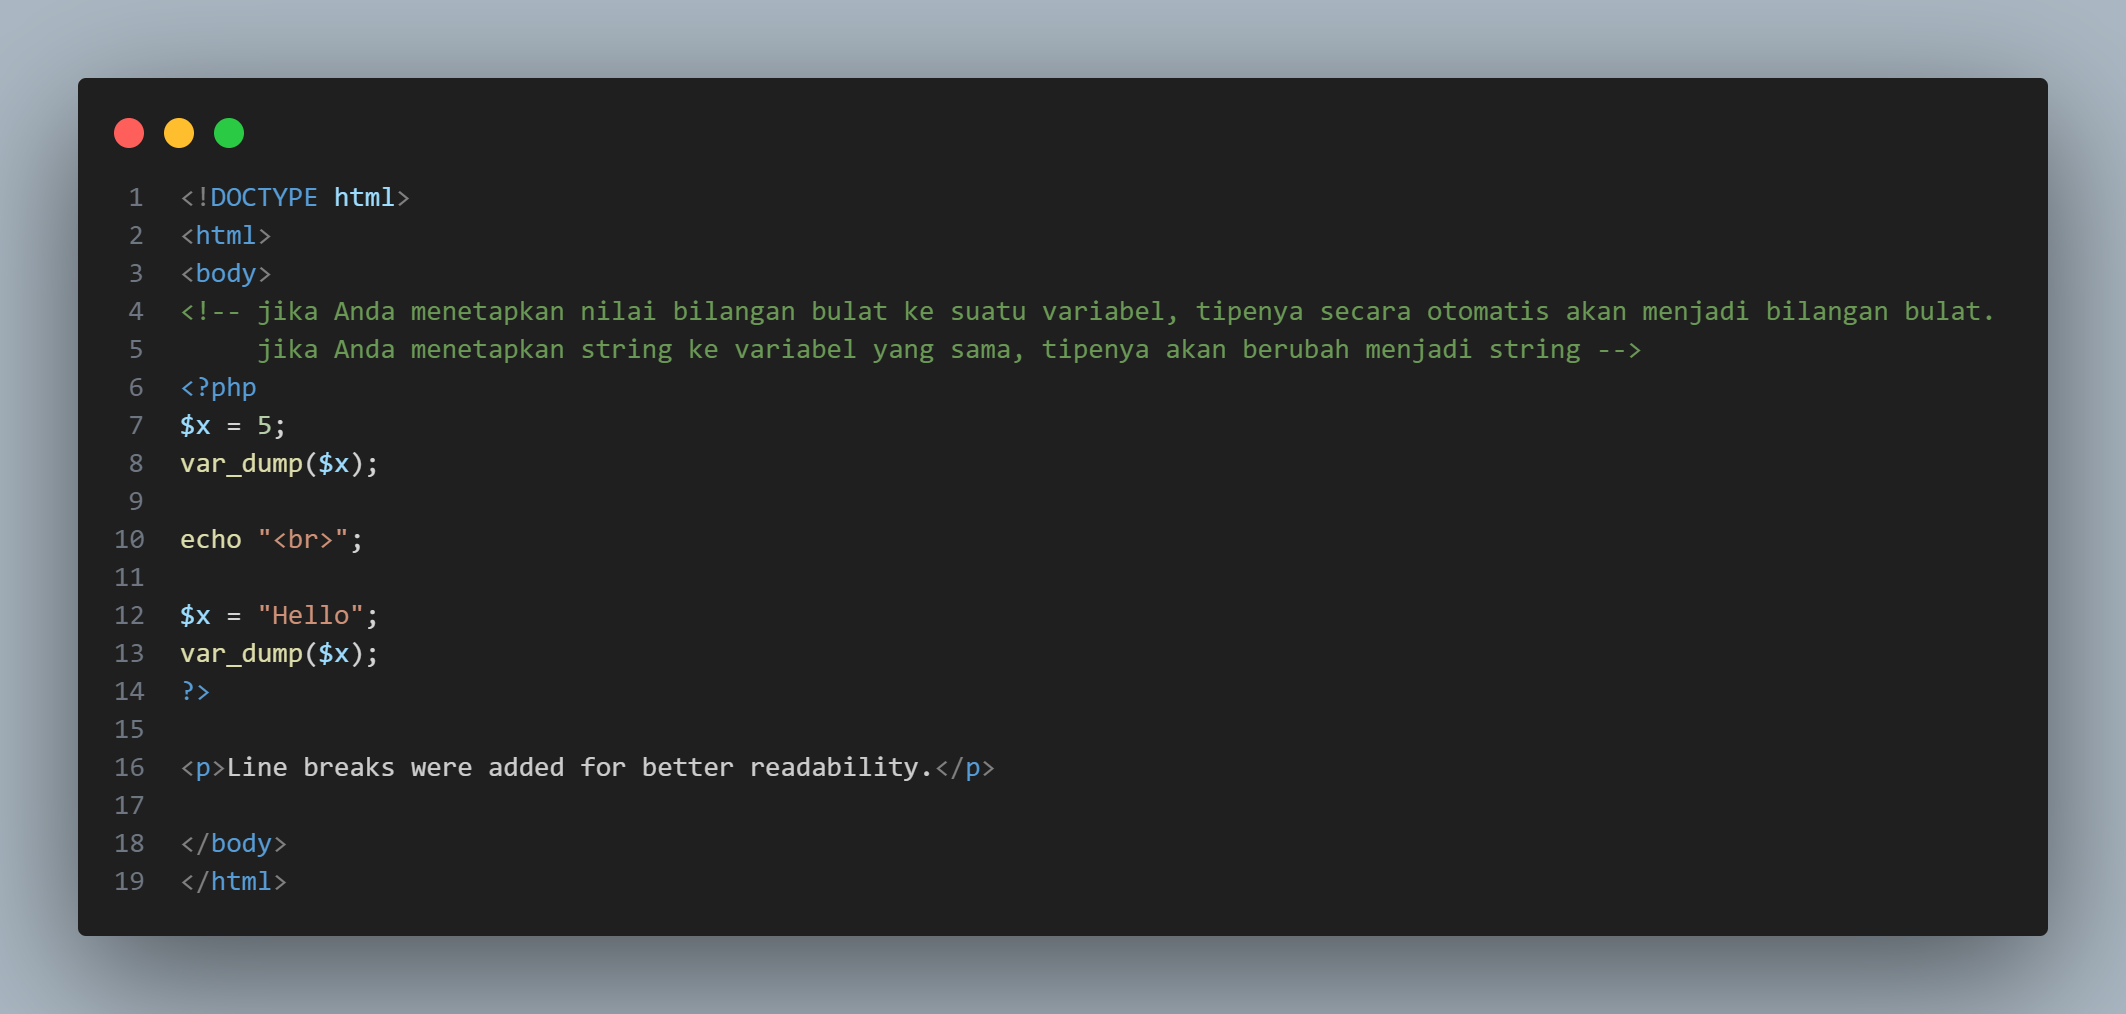 1 <!DOCTYPE html>
2 <html>
3 <body>
4 <!-- jika Anda menetapkan nilai bilangan bulat ke suatu variabel, tipenya secara otomatis akan menjadi bilangan bulat.
5      jika Anda menetapkan string ke variabel yang sama, tipenya akan berubah menjadi string -->
6 <?php
7 $x = 5;
8 var_dump($x);
9
10 echo "<br>";
11
12 $x = "Hello";
13 var_dump($x);
14 ?>
15
16 <p>Line breaks were added for better readability.</p>
17
18 </body>
19 </html>